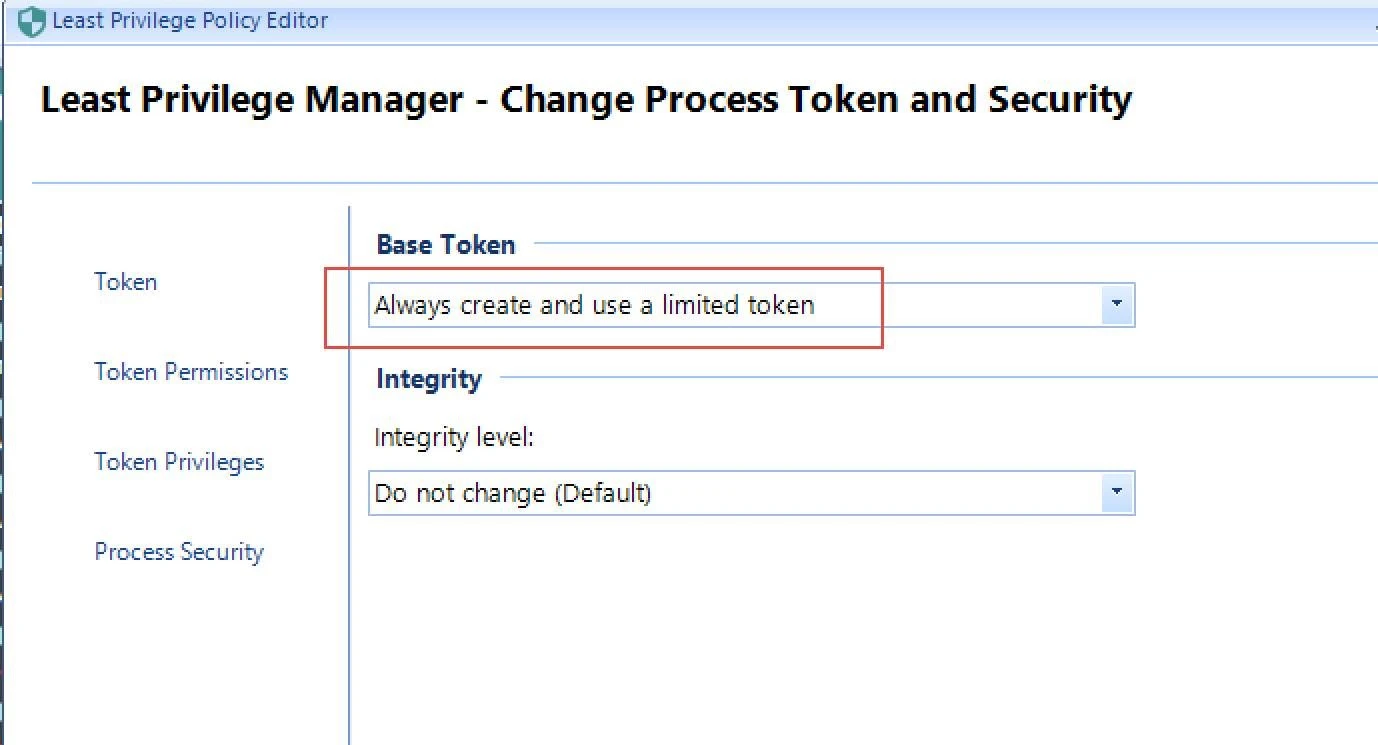 Least Privilege Policy Editor
Least Privilege Manager - Change Process Token and Security
Token
Token Permissions
Token Privileges
Process Security
Base Token
Always create and use a limited token
Integrity
Integrity level:
Do not change (Default)